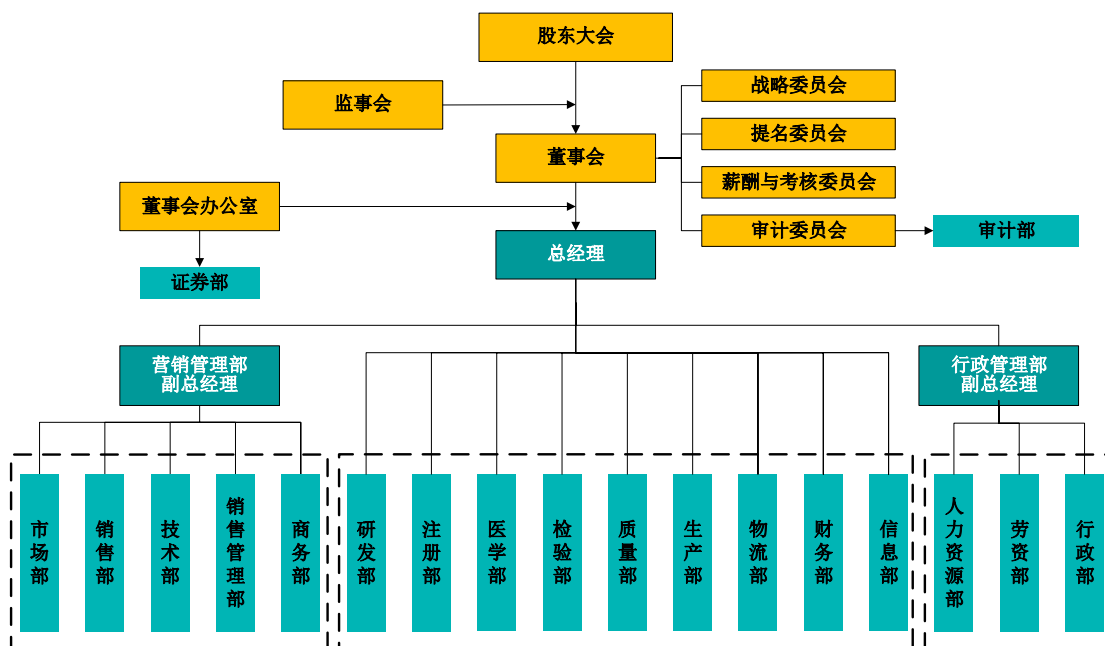 股东大会
监事会
战略委员会
提名委员会
董事会
薪酬与考核委员会
董事会办公室
审计委员会
审计部
总经理
证券部
营销管理部
副总经理
行政管理部
副总经理
市场部
销售部
技术部
销售管理部
商务部
研发部
注册部
医学部
检验部
质量部
生产部
物流部
财务部
信息部
人力资源部
劳资部
行政部